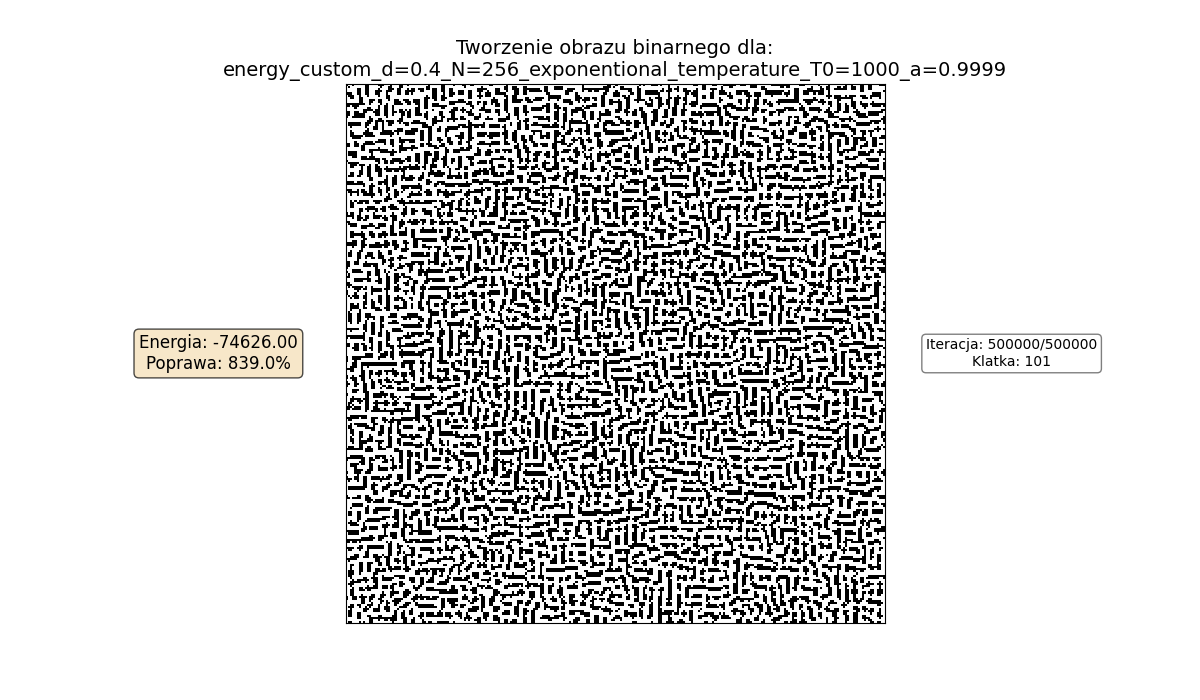 Tworzenie obrazu binarnego dla:
energy_custom_d=0.4_N=256_exponentional_temperature_T0=1000_a=0.9999
Energia: -74626.00
Poprawa: 839.0%
Iteracja: 500000/500000
Klatka: 101